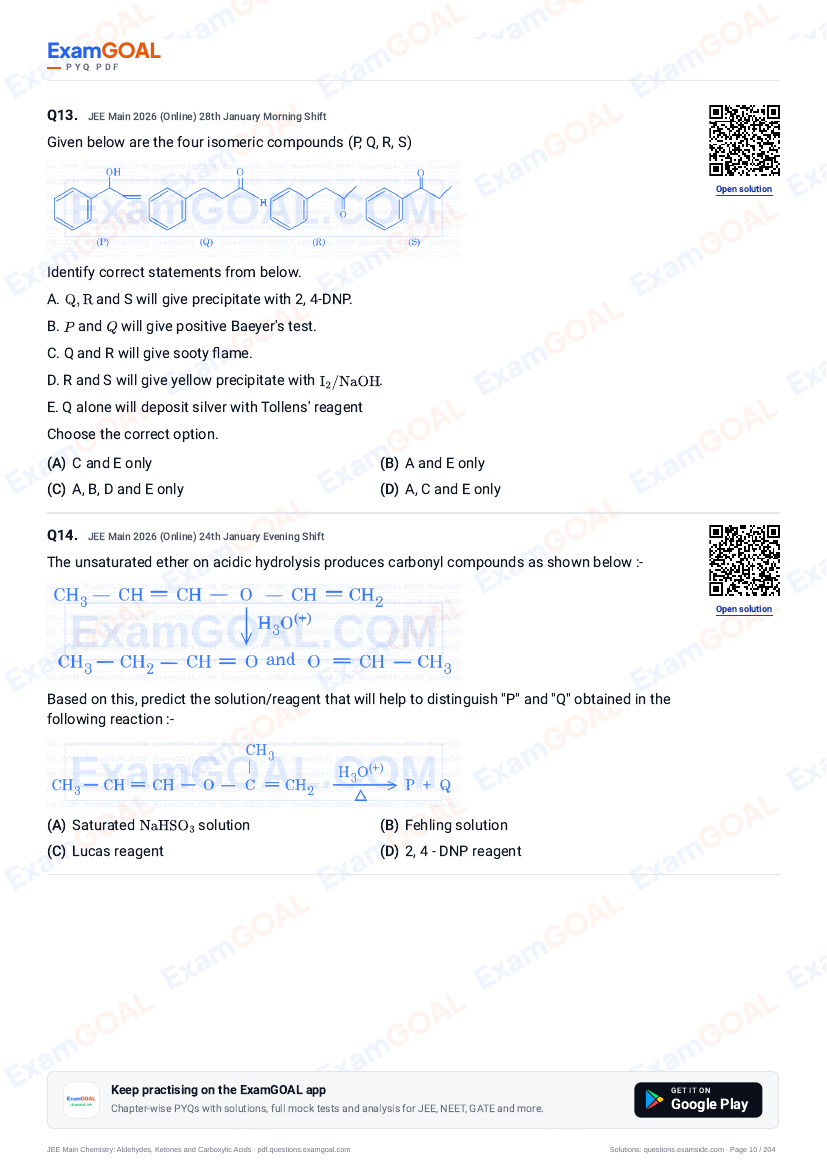 ExamGOAL
PYQ PDF
Q13. JEE Main 2026 (Online) 28th January Morning Shift
Given below are the four isomeric compounds (P, Q, R, S)
OH
O
H
O
O
(P) (Q) (R) (S)
Open solution
Identify correct statements from below.
A. Q, R and S will give precipitate with 2, 4-DNP.
B. P and Q will give positive Baeyer's test.
C. Q and R will give sooty flame.
D. R and S will give yellow precipitate with I₂/NaOH.
E. Q alone will deposit silver with Tollens' reagent
Choose the correct option.
(A) C and E only (B) A and E only
(C) A, B, D and E only (D) A, C and E only
Q14. JEE Main 2026 (Online) 24th January Evening Shift
The unsaturated ether on acidic hydrolysis produces carbonyl compounds as shown below :-
Open solution
CH₃ — CH = CH — O — CH = CH₂
H₃O⁽⁺⁾
CH₃ — CH₂ — CH = O and O = CH — CH₃
Based on this, predict the solution/reagent that will help to distinguish "P" and "Q" obtained in the
following reaction :-
CH₃
CH₃ — CH = CH — O — C = CH₂ H₃O⁽⁺⁾ △ P + Q
(A) Saturated NaHSO₃ solution (B) Fehling solution
(C) Lucas reagent (D) 2, 4 - DNP reagent
Keep practising on the ExamGOAL app
Chapter-wise PYQs with solutions, full mock tests and analysis for JEE, NEET, GATE and more.
GET IT ON
Google Play
JEE Main Chemistry: Aldehydes, Ketones and Carboxylic Acids · pdf.questions.examgoal.com
Solutions: questions.examside.com · Page 10 / 204